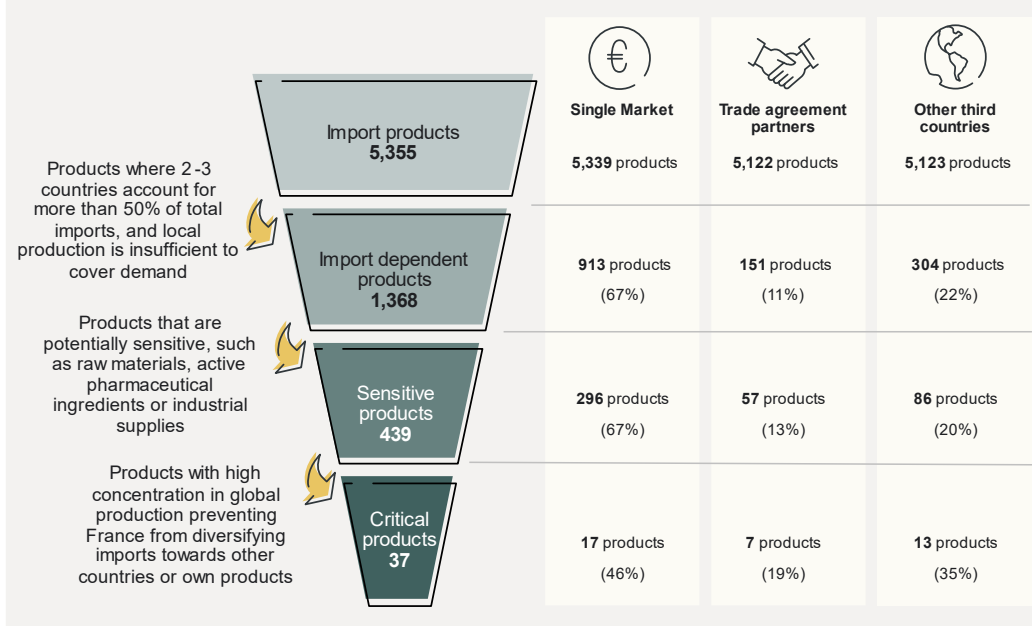 Single Market
Trade agreement
partners
Other third
countries
Import products
5,355
5,339 products
5,122 products
5,123 products
Products where 2-3
countries account for
more than 50% of total
imports, and local
production is insufficient to
cover demand
Import dependent
products
1,368
913 products
(67%)
151 products
(11%)
304 products
(22%)
Products that are
potentially sensitive, such
as raw materials, active
pharmaceutical
ingredients or industrial
supplies
Sensitive
products
439
296 products
(67%)
57 products
(13%)
86 products
(20%)
Products with high
concentration in global
production preventing
France from diversifying
imports towards other
countries or own products
Critical
products
37
17 products
(46%)
7 products
(19%)
13 products
(35%)